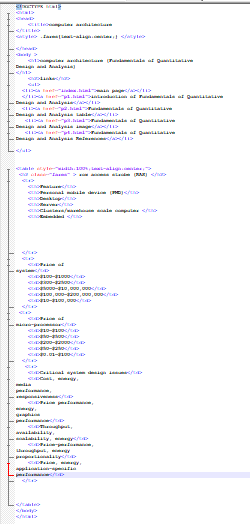 <!DOCTYPE html>
<html>
<head>
<title>computer architecture
</title>
<style> .fares{text-align:center;} </style>
</head>
<body >
<h1>computer architecture (Fundamentals of Quantitative
Design and Analysis)
</h1>
<h2>links</h2>
<ul>
<li><a href="index.html">main page</a></li>
<li><a href="p1.html">introduction of Fundamentals of Quantitative
Design and Analysis</a></li>
<li><a href="p2.html">Fundamentals of Quantitative
Design and Analysis table</a></li>
<li><a href="p3.html">Fundamentals of Quantitative
Design and Analysis image</a></li>
<li><a href="p4.html">Fundamentals of Quantitative
Design and Analysis References</a></li>
</ul>
<table style="width:100%;text-align:center;">
<h2 class="fares" > row access strobe (RAS) </h2>
<tr>
<th>Feature</th>
<th>Personal mobile device (PMD)</th>
<th>Desktop</th>
<th>Server</th>
<th>Clusters/warehouse scale computer </th>
<th>Embedded </th>
</tr>
<tr>
<td>Price of
system</td>
<td>$100-$1000</td>
<td>$300-$2500</td>
<td>$5000-$10,000,000</td>
<td>$100,000-$200,000,000</td>
<td>$10-$100,000</td>
</tr>
<tr>
<td>Price of
micro-processor</td>
<td>$10-$100</td>
<td>$50-$500</td>
<td>$200-$2000</td>
<td>$50-$250</td>
<td>$0.01-$100</td>
</tr>
<tr>
<td>Critical system design issues</td>
<td>Cost, energy,
media
performance,
responsiveness</td>
<td>Price performance,
energy,
graphics
performance</td>
<td>Throughput,
availability,
scalability, energy</td>
<td>Price-performance,
throughput, energy
proportionality</td>
<td>Price, energy,
application-specific
performance</td>
</tr>
</table>
</body>
</html>